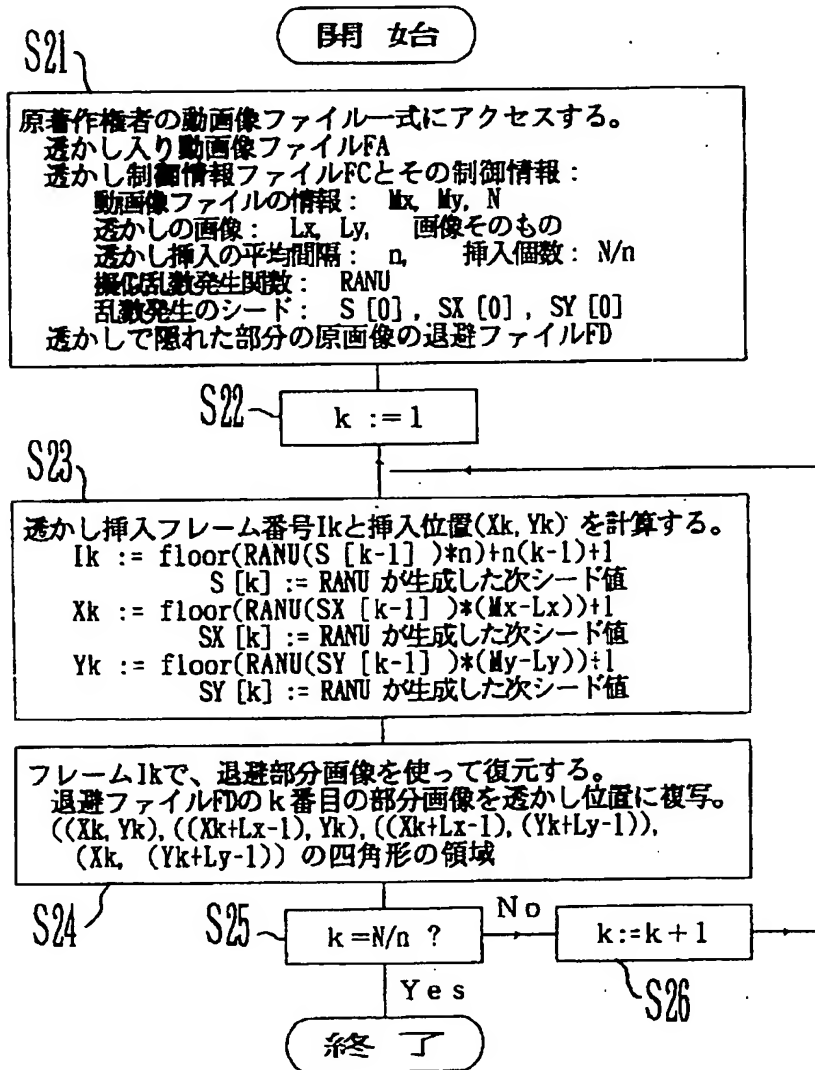 開 始
S21
原著作権者の動画像ファイル一式にアクセスする。
透かし入り動画像ファイルFA
透かし制御情報ファイルFCとその制御情報：
動画像ファイルの情報： Mx, My, N
透かしの画像： Lx, Ly, 画像そのもの
透かし挿入の平均間隔： n, 挿入個数：N/n
擬似乱数発生関数： RANU
乱数発生のシード： S [0] , SX [0] , SY [0]
透かしで隠れた部分の原画像の退避ファイルFD
S22
k :=1
S23
透かし挿入フレーム番号Ikと挿入位置(Xk, Yk) を計算する。
Ik := floor(RANU(S [k-1] )*n)+n(k-1)+1
S [k] := RANU が生成した次シード値
Xk := floor(RANU(SX [k-1] )*(Mx-Lx))+1
SX [k] := RANU が生成した次シード値
Yk := floor(RANU(SY [k-1] )*(My-Ly))+1
SY [k] := RANU が生成した次シード値
フレームIkで、退避部分画像を使って復元する。
退避ファイルFDのk番目の部分画像を透かし位置に複写。
((Xk, Yk), ((Xk+Lx-1), Yk), ((Xk+Lx-1), (Yk+Ly-1)),
(Xk, (Yk+Ly-1)) の四角形の領域
S24
S25
k=N/n ?
No
k:=k+1
S26
Yes
終 了